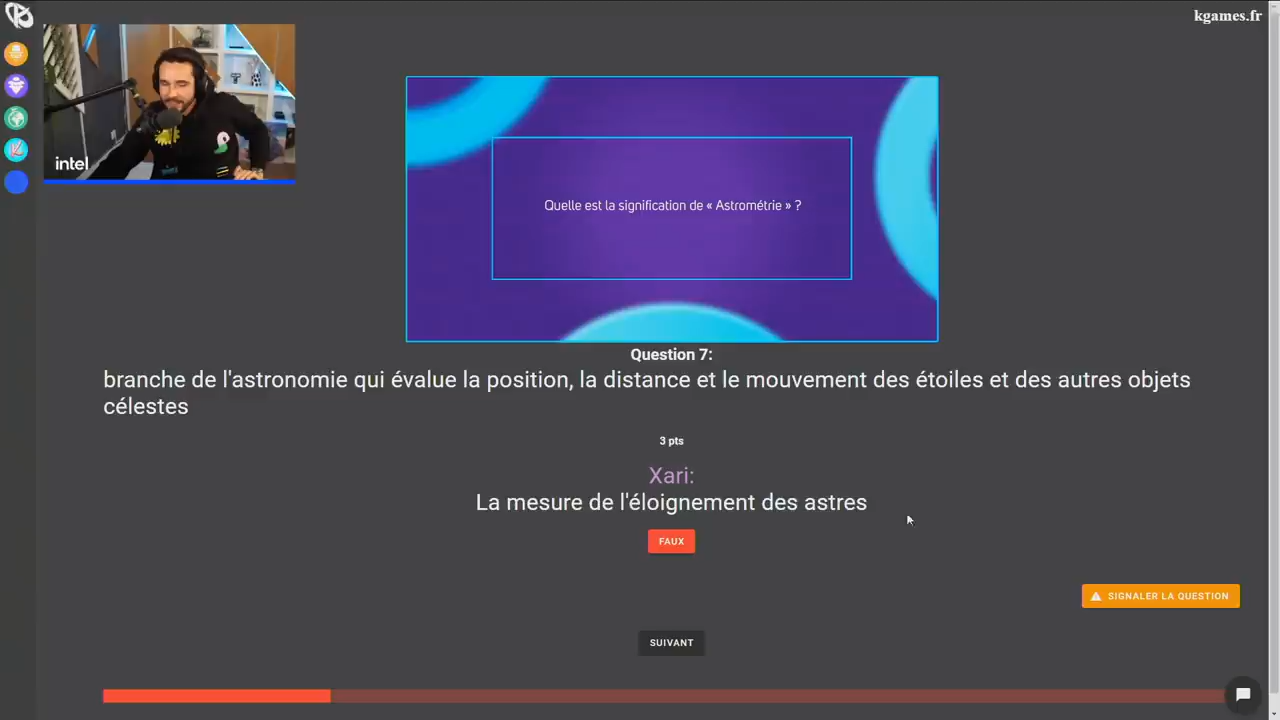 kgames.fr
intel
Quelle est la signification de « Astrométrie » ?
Question 7:
branche de l'astronomie qui évalue la position, la distance et le mouvement des étoiles et des autres objets
célestes
3 pts
Xari:
La mesure de l'éloignement des astres
FAUX
SIGNALER LA QUESTION
SUIVANT